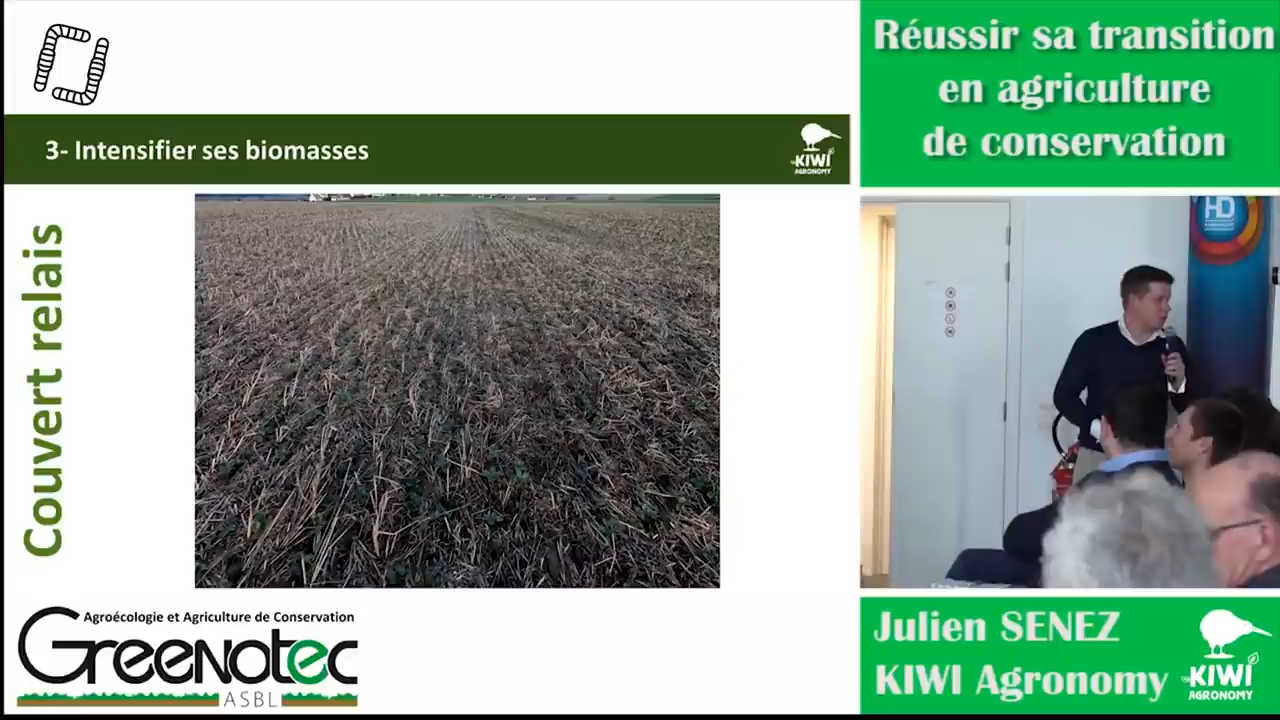 3- Intensifier ses biomasses
KIWI
AGRONOMY
Couvert relais
Agroécologie et Agriculture de Conservation
Greenotec
ASBL
Réussir sa transition
en agriculture
de conservation
HD
Julien SENEZ
KIWI Agronomy
KIWI
AGRONOMY